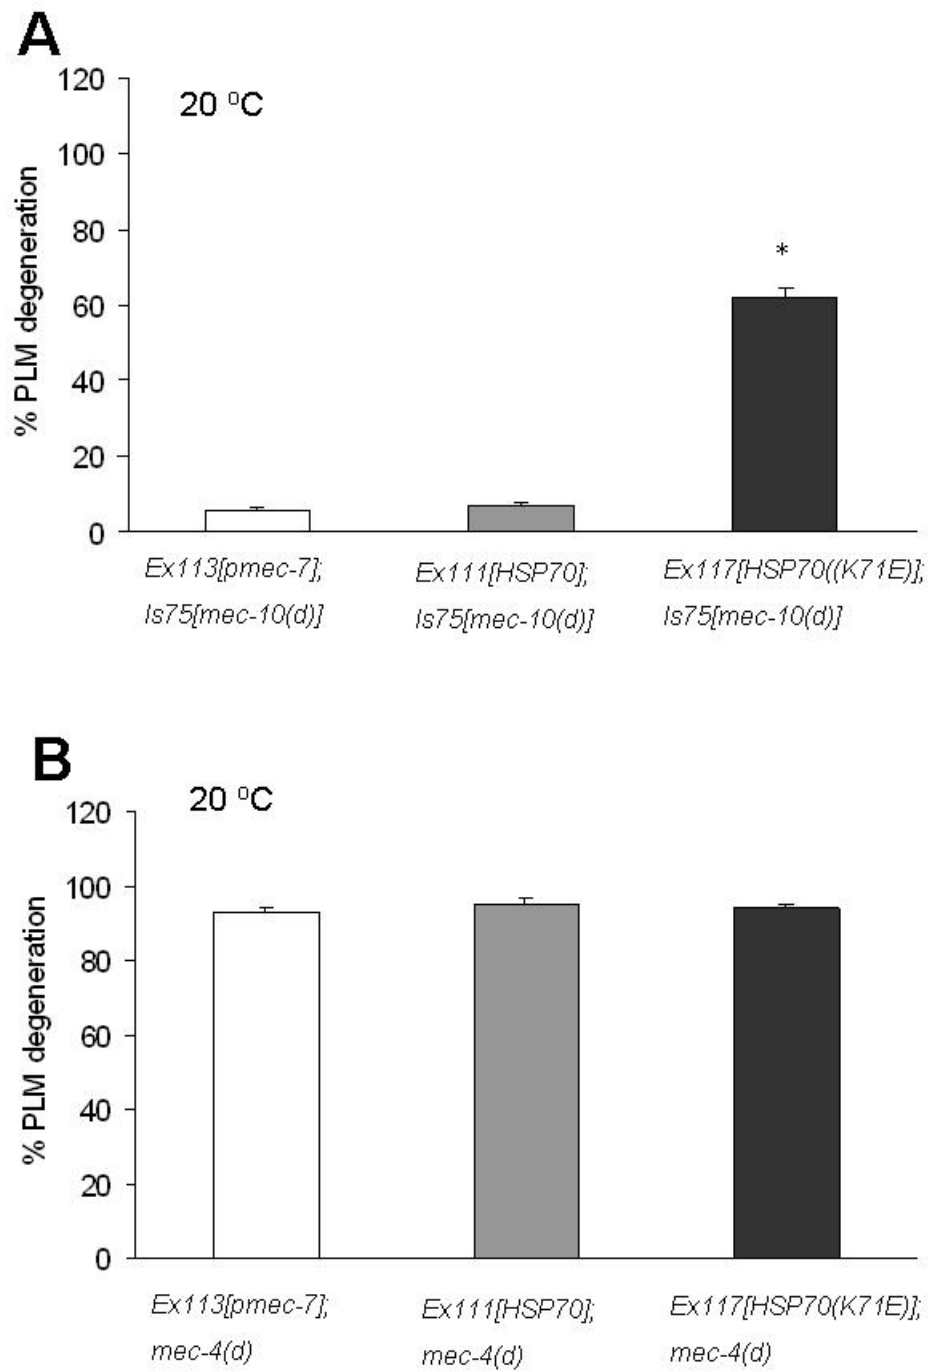 A
20 ⁰C
120
100
80
60
40
20
0
% PLM degeneration
*
Ex113[pmec-7];
Is75[mec-10(d)]
Ex111[HSP70];
Is75[mec-10(d)]
Ex117[HSP70((K71E)];
Is75[mec-10(d)]
B
20 ⁰C
120
100
80
60
40
20
0
% PLM degeneration
Ex113[pmec-7];
mec-4(d)
Ex111[HSP70];
mec-4(d)
Ex117[HSP70(K71E)];
mec-4(d)